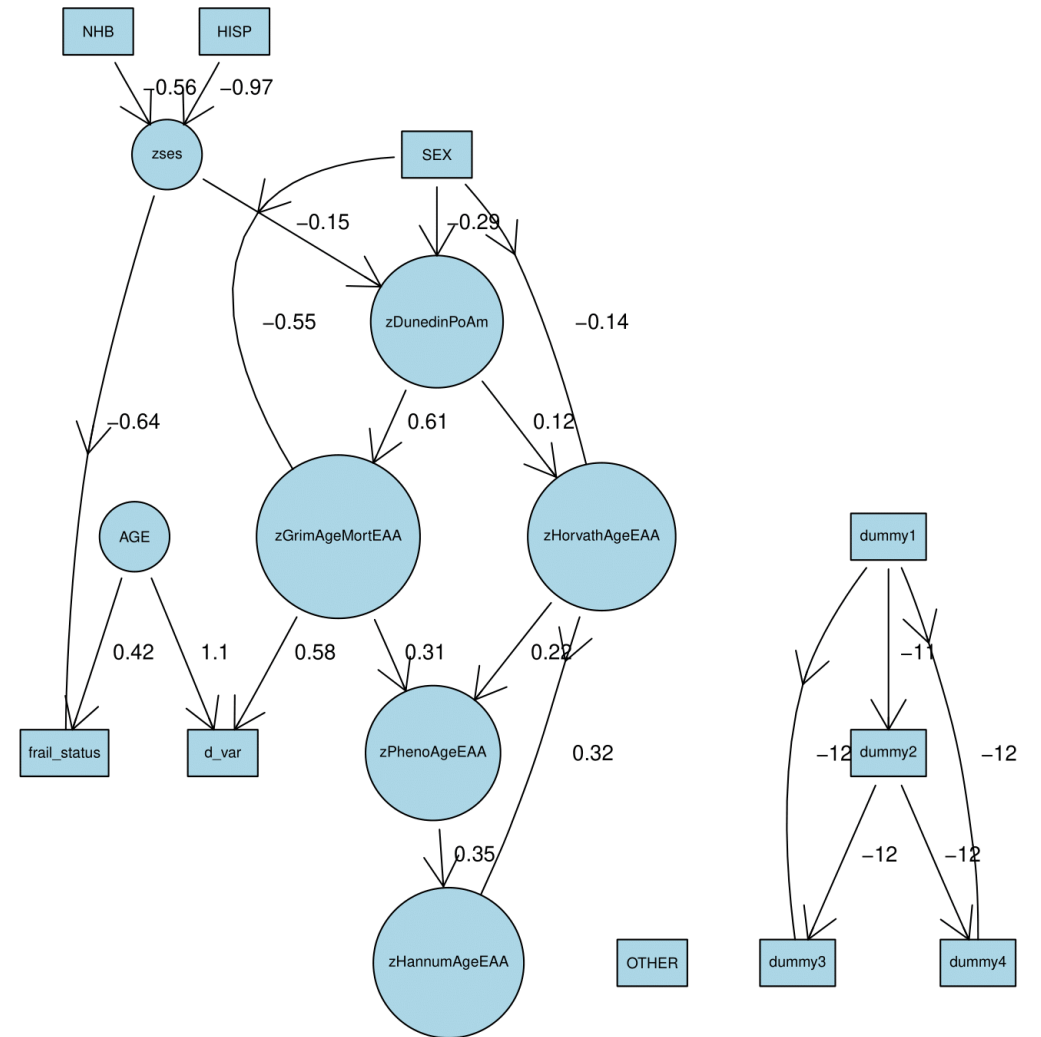 NHB
HISP
−0.56
−0.97
zses
SEX
−0.15
−0.29
−0.55
zDunedinPoAm
−0.14
−0.64
0.61
0.12
AGE
zGrimAgeMortEAA
zHorvathAgeEAA
dummy1
0.42
1.1
0.58
0.31
0.22
−11
frail_status
d_var
zPhenoAgeEAA
0.32
−12
dummy2
−12
0.35
−12
−12
zHannumAgeEAA
OTHER
dummy3
dummy4